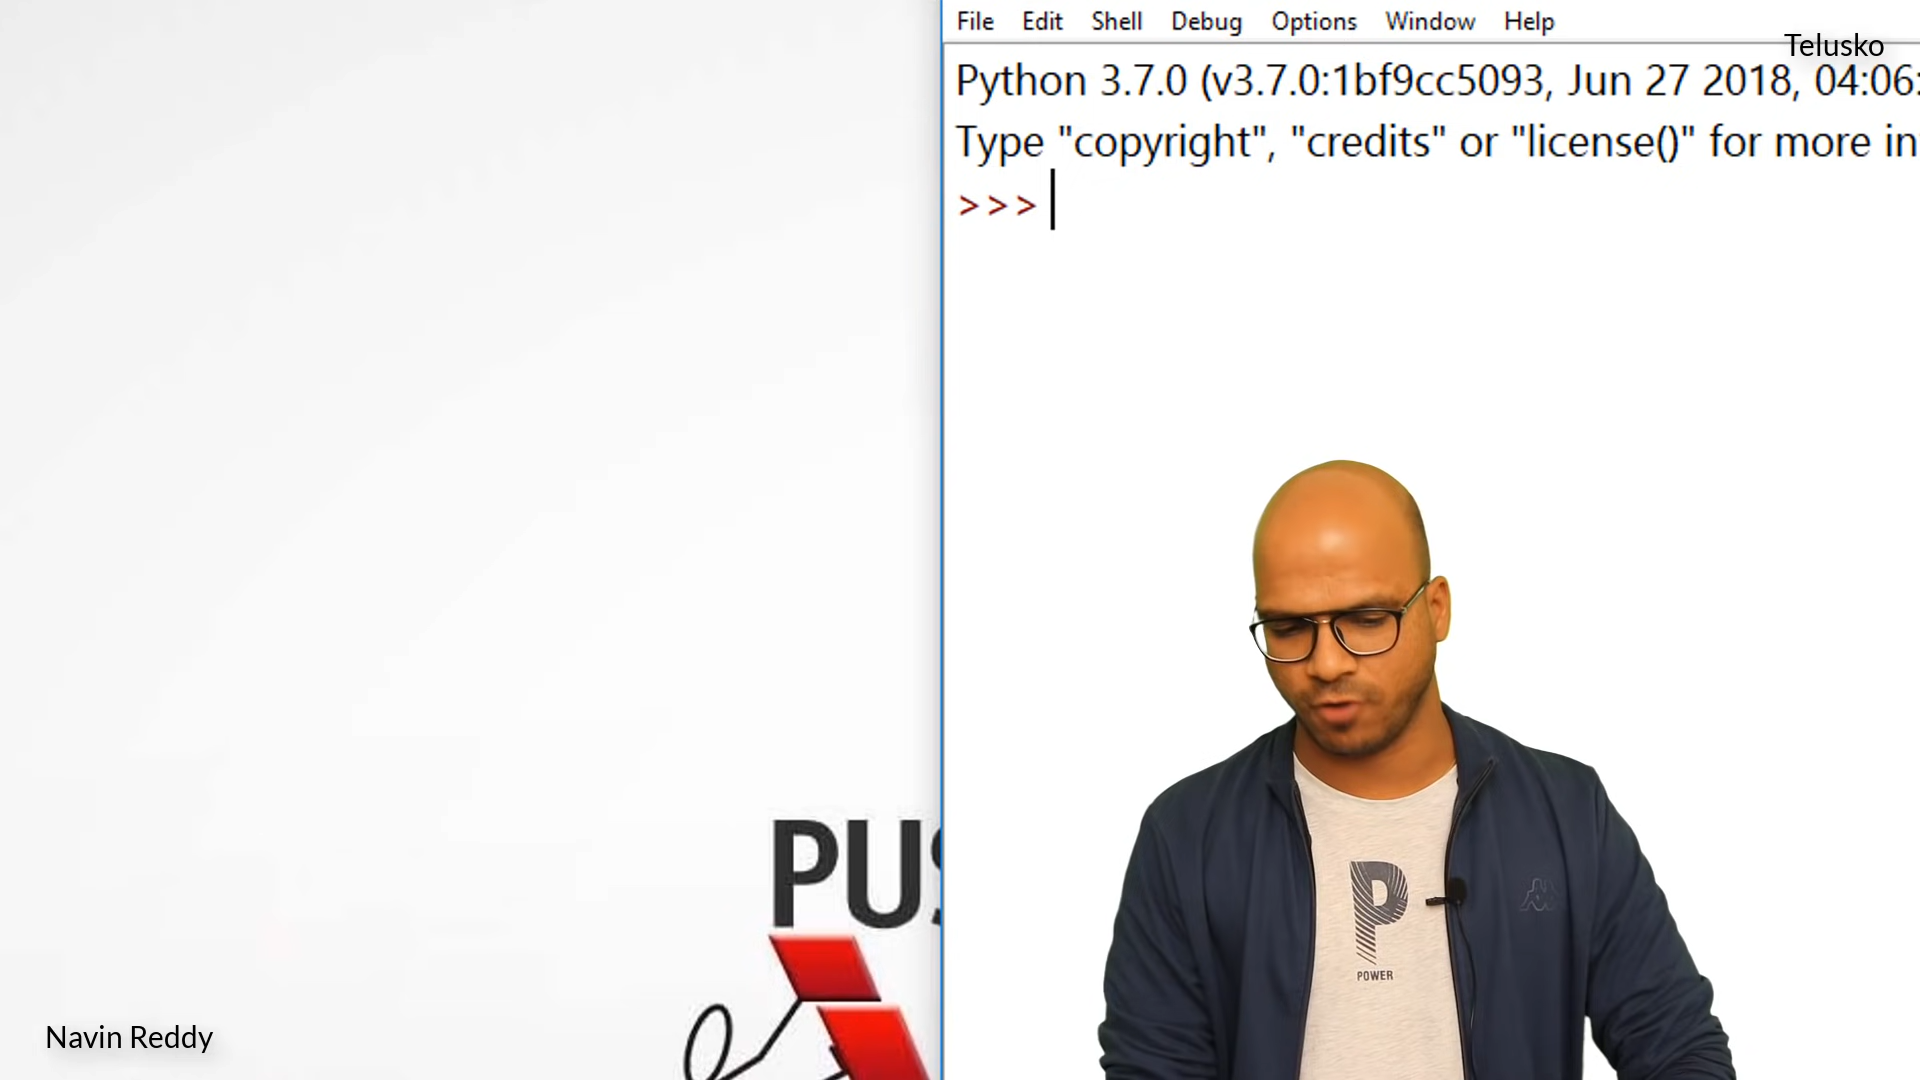 File Edit Shell Debug Options Window Help
Telusko
Python 3.7.0 (v3.7.0:1bf9cc5093, Jun 27 2018, 04:06:
Type "copyright", "credits" or "license()" for more in
>>>
P
POWER
PUS
Navin Reddy